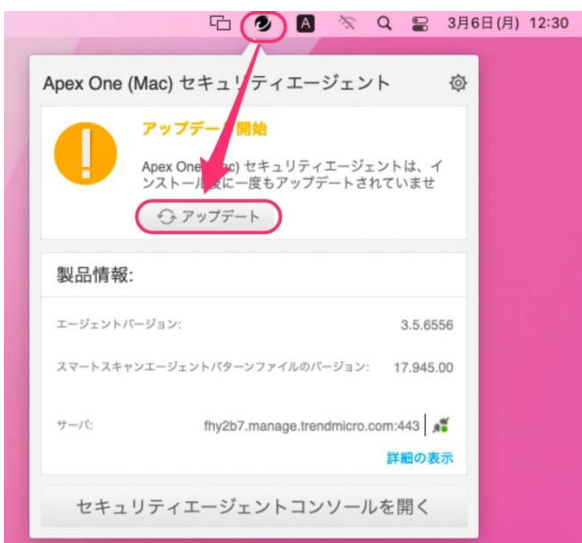 A
3月6日(月) 12:30
Apex One (Mac) セキュリティエージェント
アップデート開始
Apex One (Mac) セキュリティエージェントは、イ
ンストール後に一度もアップデートされていませ
アップデート
製品情報:
エージェントバージョン: 3.5.6556
スマートスキャンエージェントパターンファイルのバージョン: 17.945.00
サーバ: fhy2b7.manage.trendmicro.com:443
詳細の表示
セキュリティエージェントコンソールを開く